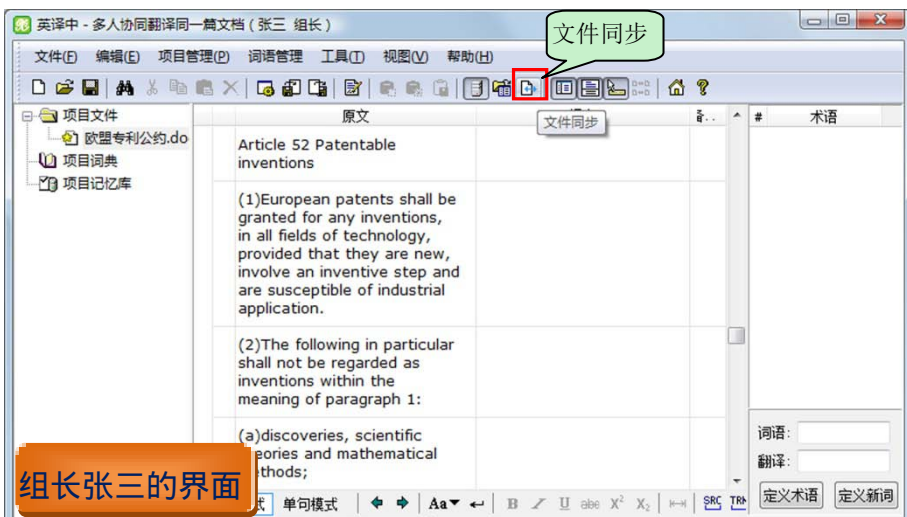 英译中 - 多人协同翻译同一篇文档 ( 张三 组长 )
文件同步
文件(F) 编辑(E) 项目管理(P) 词语管理 工具(T) 视图(V) 帮助(H)
项目文件
欧盟专利公约.do
项目词典
项目记忆库
原文
文件同步
# 术语
Article 52 Patentable
inventions
(1)European patents shall be
granted for any inventions,
in all fields of technology,
provided that they are new,
involve an inventive step and
are susceptible of industrial
application.
(2)The following in particular
shall not be regarded as
inventions within the
meaning of paragraph 1:
(a)discoveries, scientific
eories and mathematical
ethods;
词语:
翻译:
定义术语 定义新词
组长张三的界面
式 单句模式 Aa B I U abc X² X₂ SRC TRN